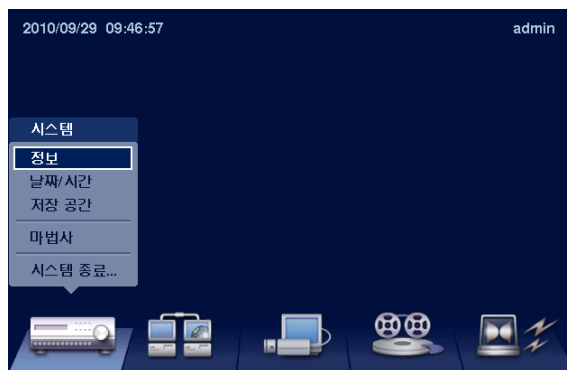 2010/09/29 09:46:57
admin
시스템
정보
날짜/시간
저장 공간
마법사
시스템 종료...